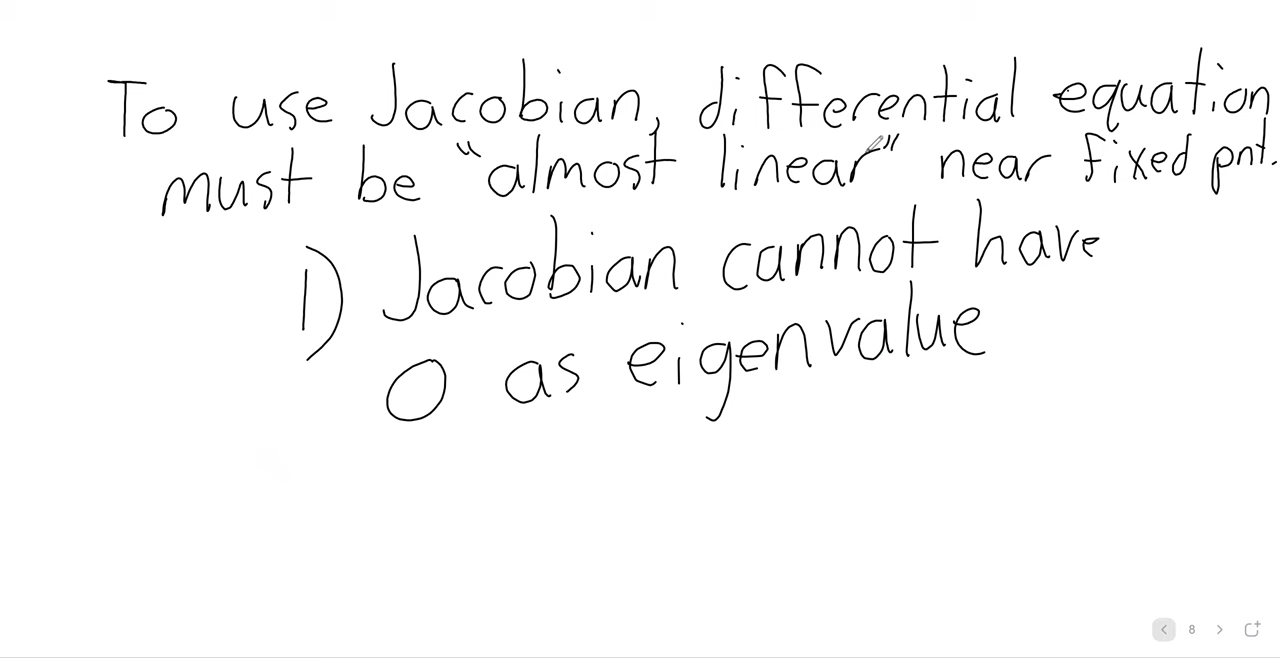 To use Jacobian, differential equation
must be "almost linear" near fixed pnt.
1) Jacobian cannot have
0 as eigenvalue
8